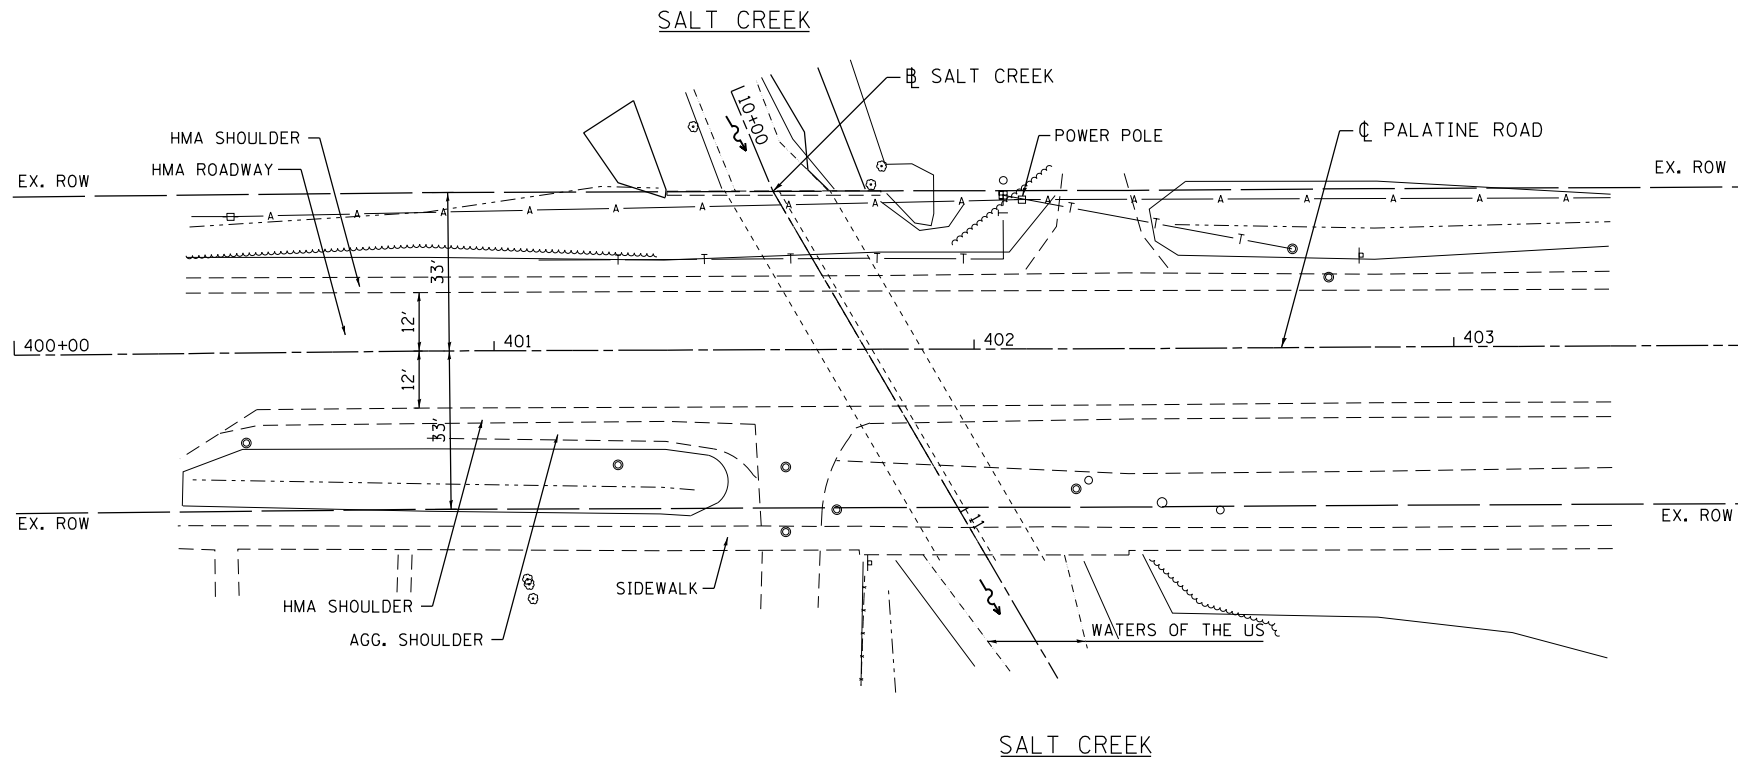 SALT CREEK
℄ SALT CREEK
10+00
HMA SHOULDER
POWER POLE
℄ PALATINE ROAD
HMA ROADWAY
EX. ROW
EX. ROW
A A A A A A A A A A A A A A A A
T T T
T T T T T
33'
12'
400+00
401
402
403
12'
33'
EX. ROW
EX. ROW
11
SIDEWALK
HMA SHOULDER
AGG. SHOULDER
WATERS OF THE US
SALT CREEK